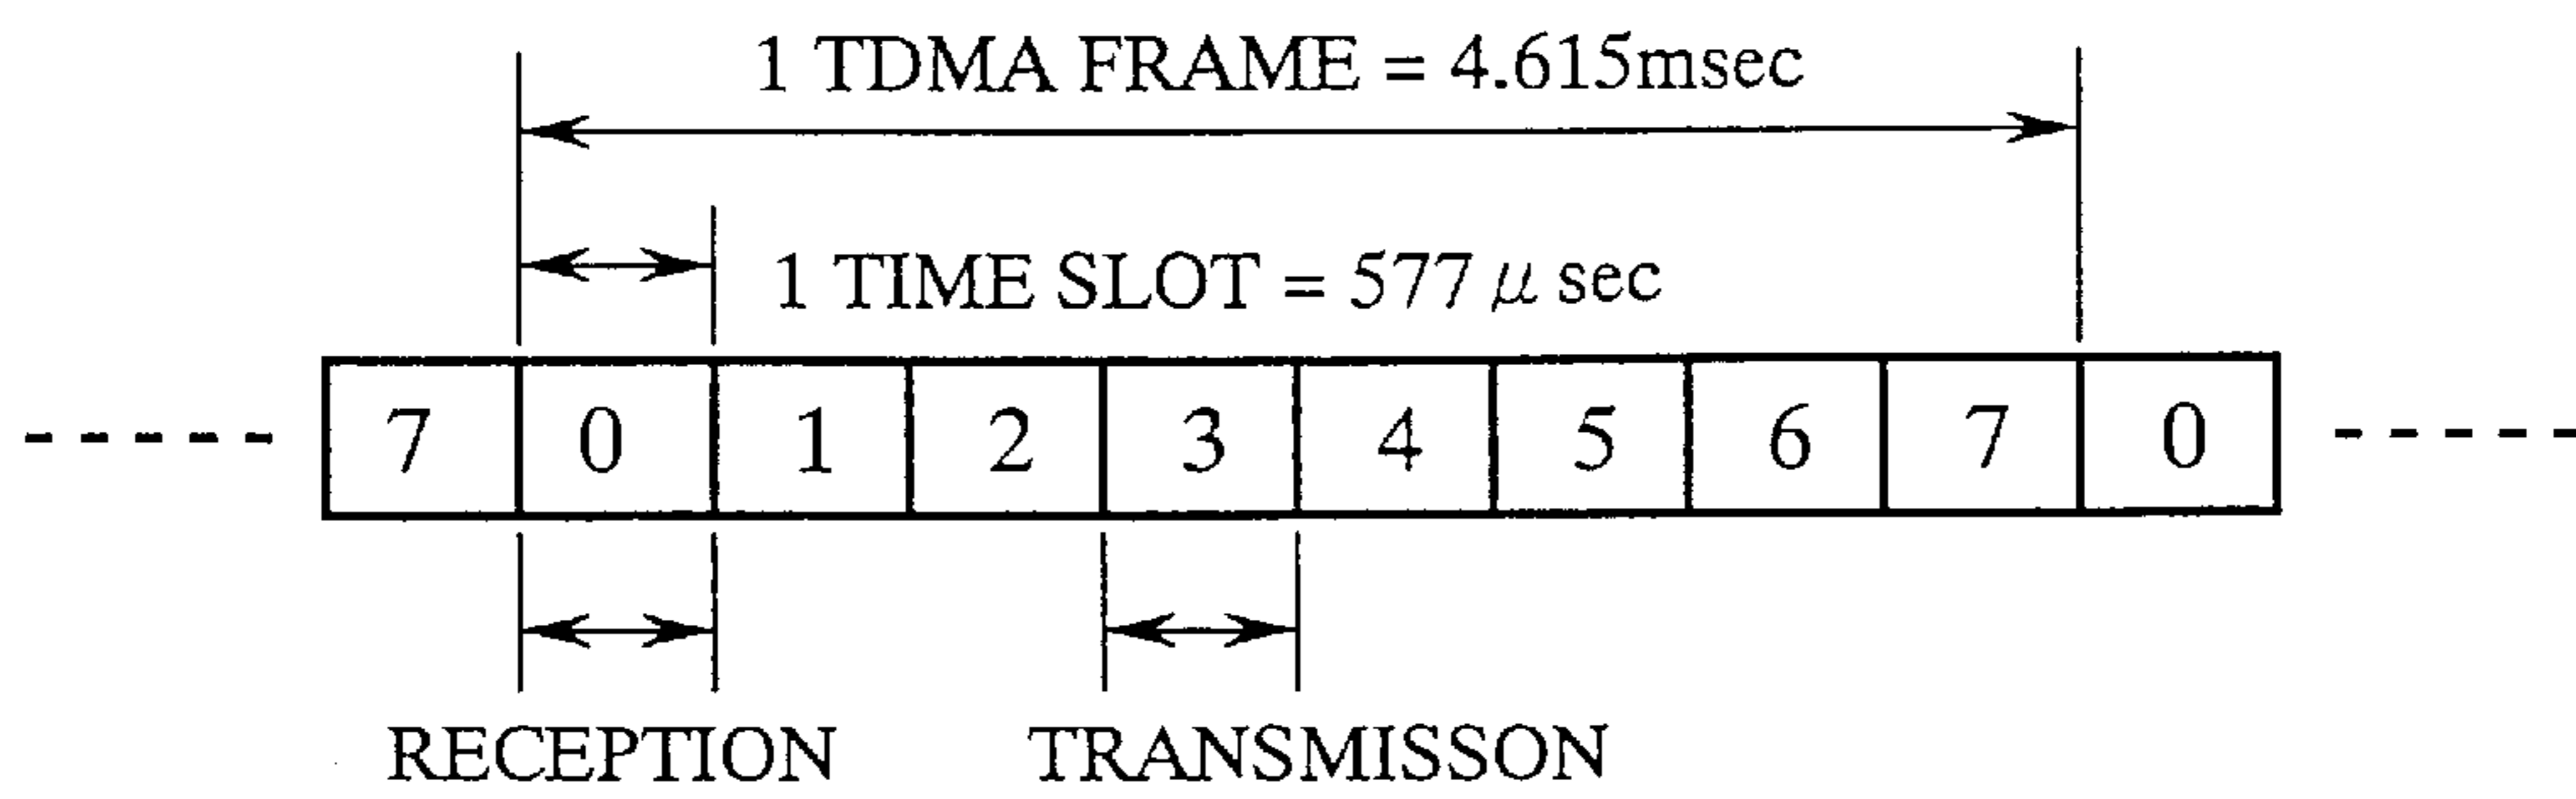 1 TDMA FRAME = 4.615msec
1 TIME SLOT = 577 μ sec
7 0 1 2 3 4 5 6 7 0
RECEPTION TRANSMISSON